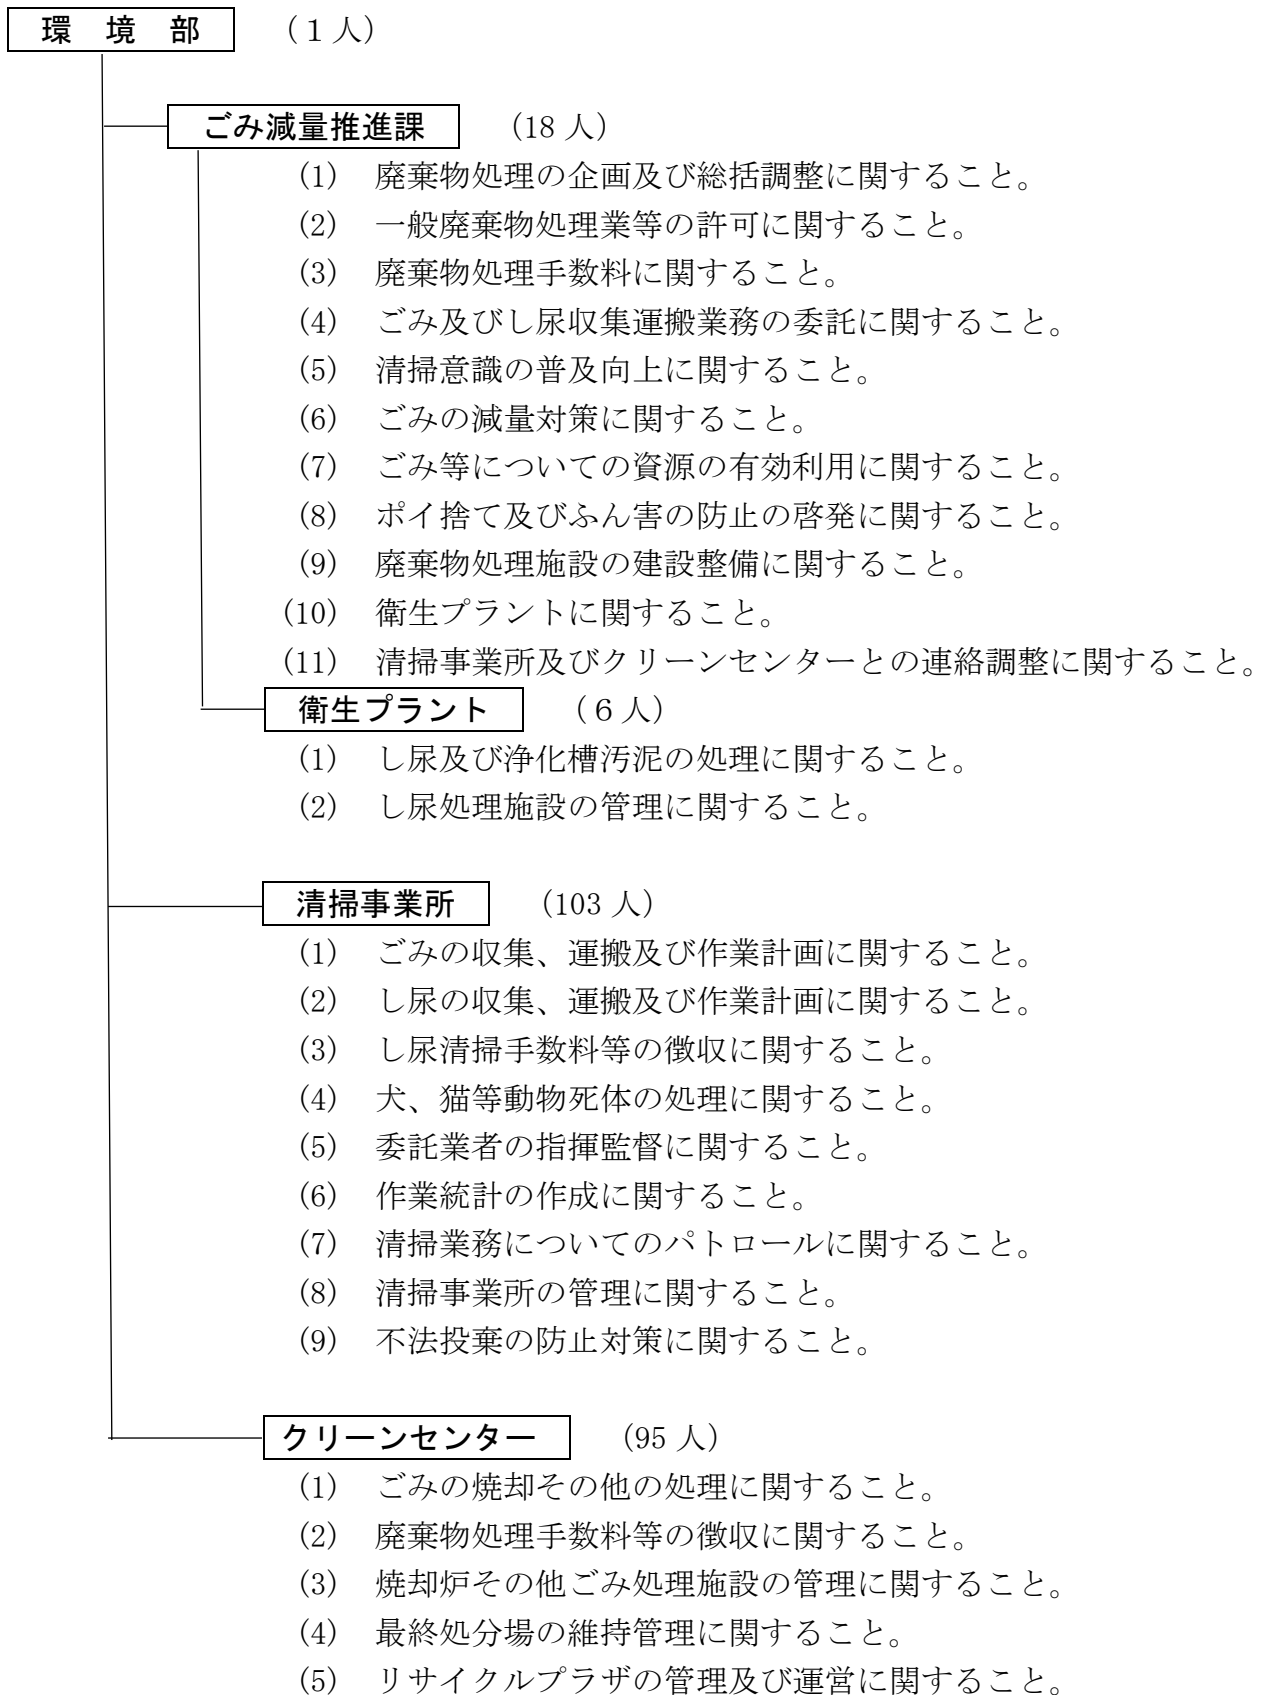 環　境　部　（１人）
ごみ減量推進課　（18 人）
(1)　廃棄物処理の企画及び総括調整に関すること。
(2)　一般廃棄物処理業等の許可に関すること。
(3)　廃棄物処理手数料に関すること。
(4)　ごみ及びし尿収集運搬業務の委託に関すること。
(5)　清掃意識の普及向上に関すること。
(6)　ごみの減量対策に関すること。
(7)　ごみ等についての資源の有効利用に関すること。
(8)　ポイ捨て及びふん害の防止の啓発に関すること。
(9)　廃棄物処理施設の建設整備に関すること。
(10)　衛生プラントに関すること。
(11)　清掃事業所及びクリーンセンターとの連絡調整に関すること。
衛生プラント　（６人）
(1)　し尿及び浄化槽汚泥の処理に関すること。
(2)　し尿処理施設の管理に関すること。
清掃事業所　（103 人）
(1)　ごみの収集、運搬及び作業計画に関すること。
(2)　し尿の収集、運搬及び作業計画に関すること。
(3)　し尿清掃手数料等の徴収に関すること。
(4)　犬、猫等動物死体の処理に関すること。
(5)　委託業者の指揮監督に関すること。
(6)　作業統計の作成に関すること。
(7)　清掃業務についてのパトロールに関すること。
(8)　清掃事業所の管理に関すること。
(9)　不法投棄の防止対策に関すること。
クリーンセンター　（95 人）
(1)　ごみの焼却その他の処理に関すること。
(2)　廃棄物処理手数料等の徴収に関すること。
(3)　焼却炉その他ごみ処理施設の管理に関すること。
(4)　最終処分場の維持管理に関すること。
(5)　リサイクルプラザの管理及び運営に関すること。